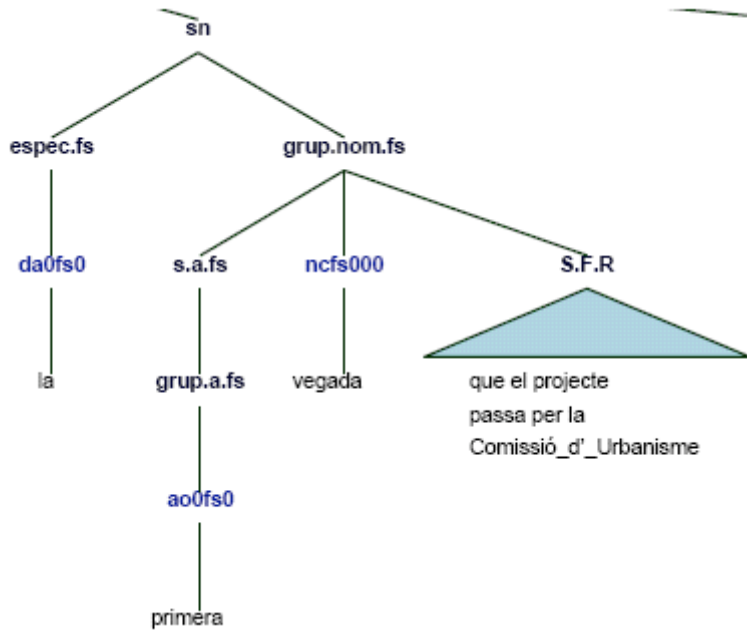 sn
espec.fs grup.nom.fs
da0fs0 s.a.fs ncfs000 S.F.R
la grup.a.fs vegada que el projecte
passa per la
Comissió_d’_Urbanisme
ao0fs0
primera